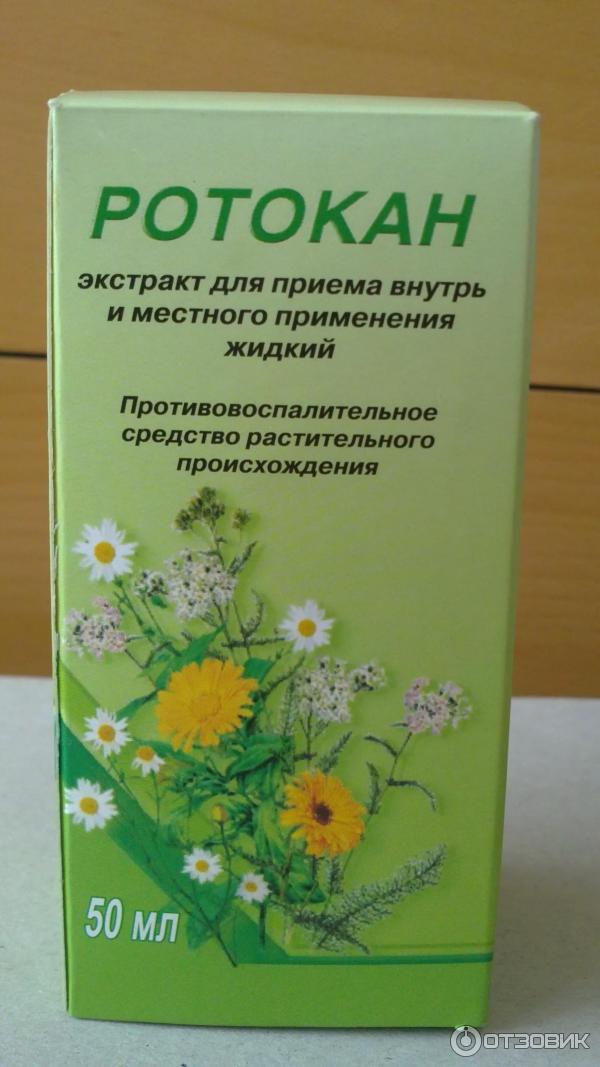 РОТОКАН
экстракт для приема внутрь
и местного применения
жидкий
Противовоспалительное
средство растительного
происхождения
50 мл
ОТЗОВИК